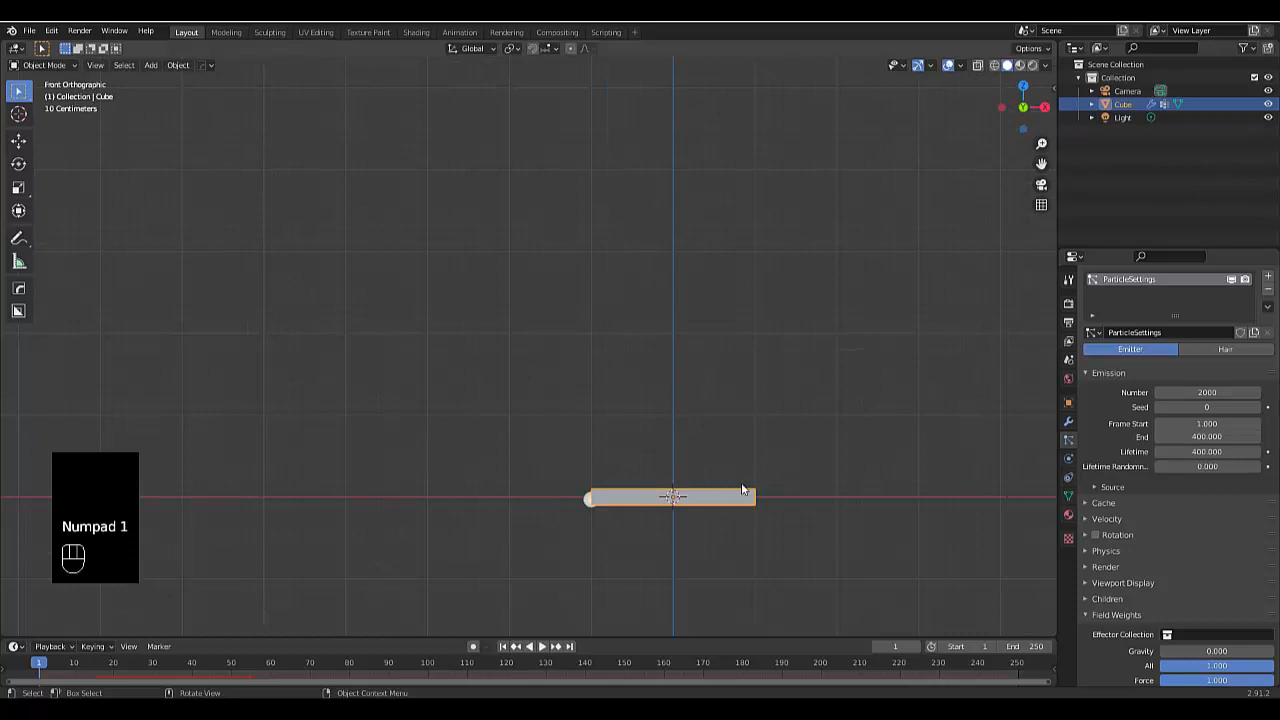 File Edit Render Window Help Layout Modeling Sculpting UV Editing Texture Paint Shading Animation Rendering Compositing Scripting + Scene View Layer
Global Options
Object Mode View Select Add Object
Front Orthographic
(1) Collection | Cube
10 Centimeters
Z
Y
X
Scene Collection
Collection
Camera
Cube
Light
ParticleSettings
ParticleSettings
Emitter Hair
Emission
Number 2000
Seed 0
Frame Start 1.000
End 400.000
Lifetime 400.000
Lifetime Randomn.. 0.000
Source
Cache
Velocity
Rotation
Physics
Render
Viewport Display
Children
Field Weights
Effector Collection
Gravity 0.000
All 1.000
Force 1.000
Numpad 1
Playback Keying View Marker 1 Start 1 End 250
1 10 20 30 40 50 60 70 80 90 100 110 120 130 140 150 160 170 180 190 200 210 220 230 240 250
Select Box Select Rotate View Object Context Menu 2.91.2